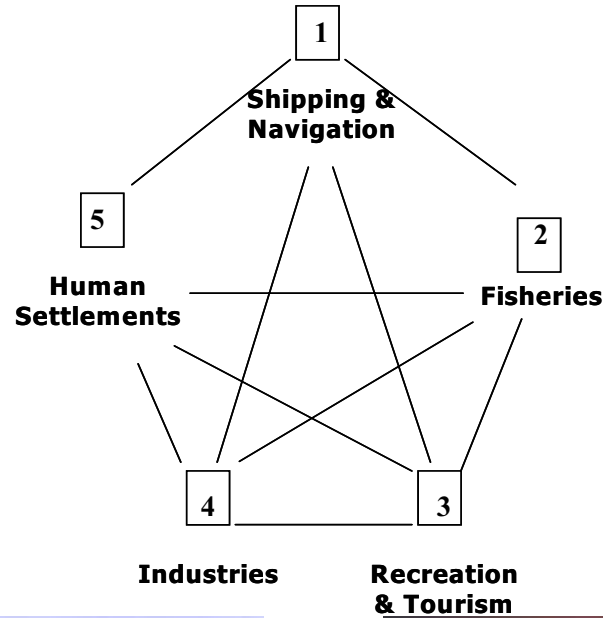 1
Shipping &
Navigation
5
2
Human
Settlements
Fisheries
4
3
Industries
Recreation
& Tourism